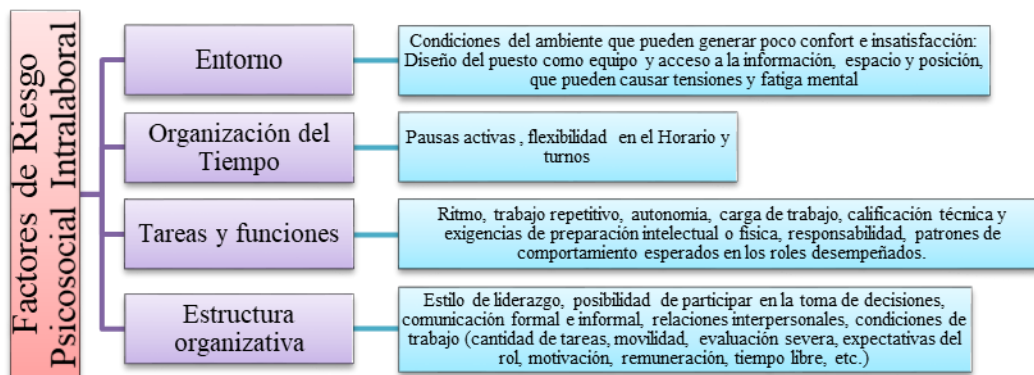 Factores de Riesgo
Psicosocial Intralaboral
Entorno
Condiciones del ambiente que pueden generar poco confort e insatisfacción:
Diseño del puesto como equipo y acceso a la información, espacio y posición,
que pueden causar tensiones y fatiga mental
Organización del
Tiempo
Pausas activas , flexibilidad en el Horario y
turnos
Tareas y funciones
Ritmo, trabajo repetitivo, autonomía, carga de trabajo, calificación técnica y
exigencias de preparación intelectual o física, responsabilidad, patrones de
comportamiento esperados en los roles desempeñados.
Estructura
organizativa
Estilo de liderazgo, posibilidad de participar en la toma de decisiones,
comunicación formal e informal, relaciones interpersonales, condiciones de
trabajo (cantidad de tareas, movilidad, evaluación severa, expectativas del
rol, motivación, remuneración, tiempo libre, etc.)